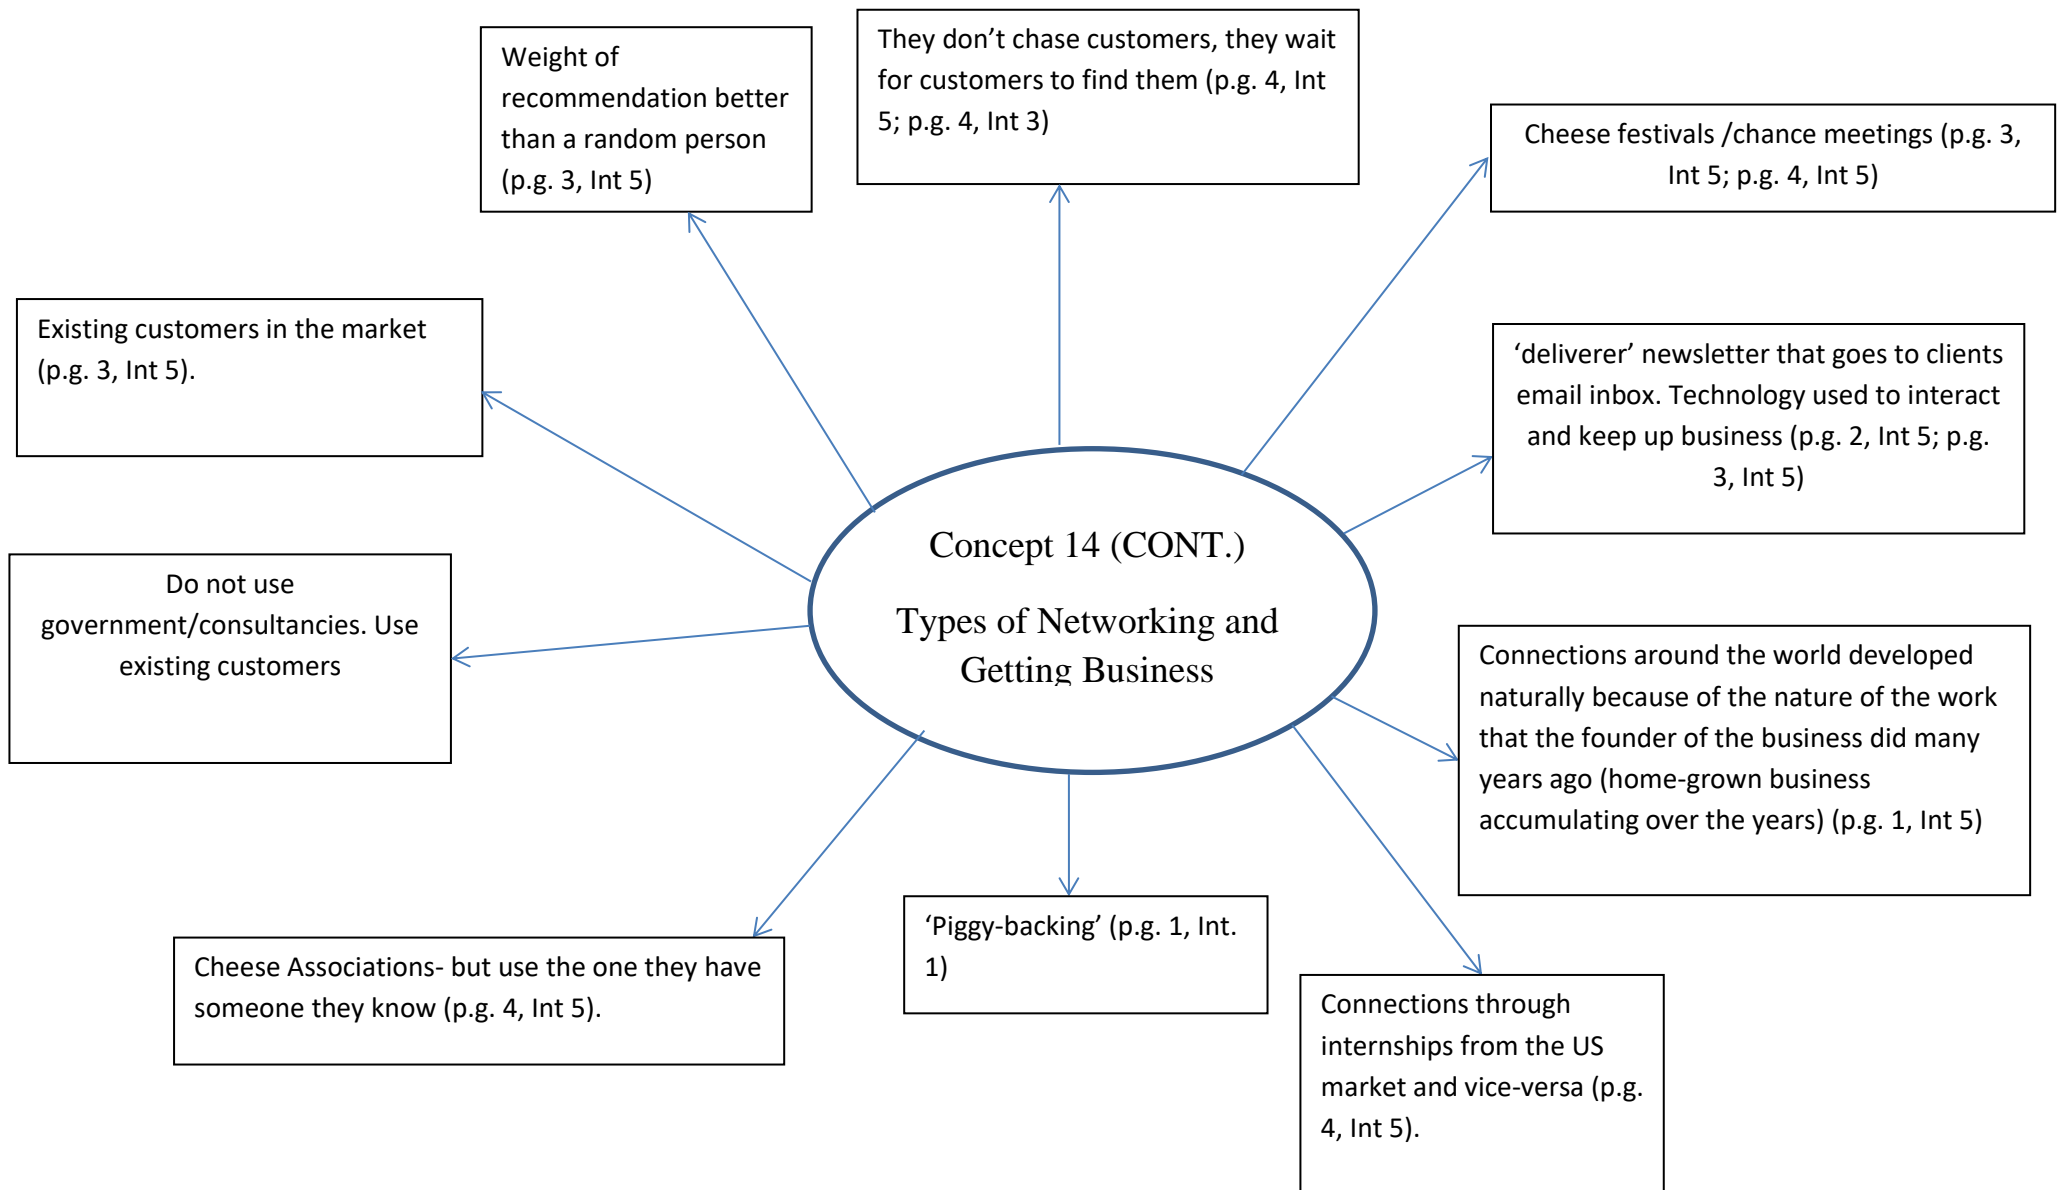 Weight of
recommendation better
than a random person
(p.g. 3, Int 5)
They don’t chase customers, they wait
for customers to find them (p.g. 4, Int
5; p.g. 4, Int 3)
Cheese festivals /chance meetings (p.g. 3,
Int 5; p.g. 4, Int 5)
Existing customers in the market
(p.g. 3, Int 5).
‘deliverer’ newsletter that goes to clients
email inbox. Technology used to interact
and keep up business (p.g. 2, Int 5; p.g.
3, Int 5)
Concept 14 (CONT.)
Types of Networking and
Getting Business
Do not use
government/consultancies. Use
existing customers
Connections around the world developed
naturally because of the nature of the work
that the founder of the business did many
years ago (home-grown business
accumulating over the years) (p.g. 1, Int 5)
Cheese Associations- but use the one they have
someone they know (p.g. 4, Int 5).
‘Piggy-backing’ (p.g. 1, Int.
1)
Connections through
internships from the US
market and vice-versa (p.g.
4, Int 5).